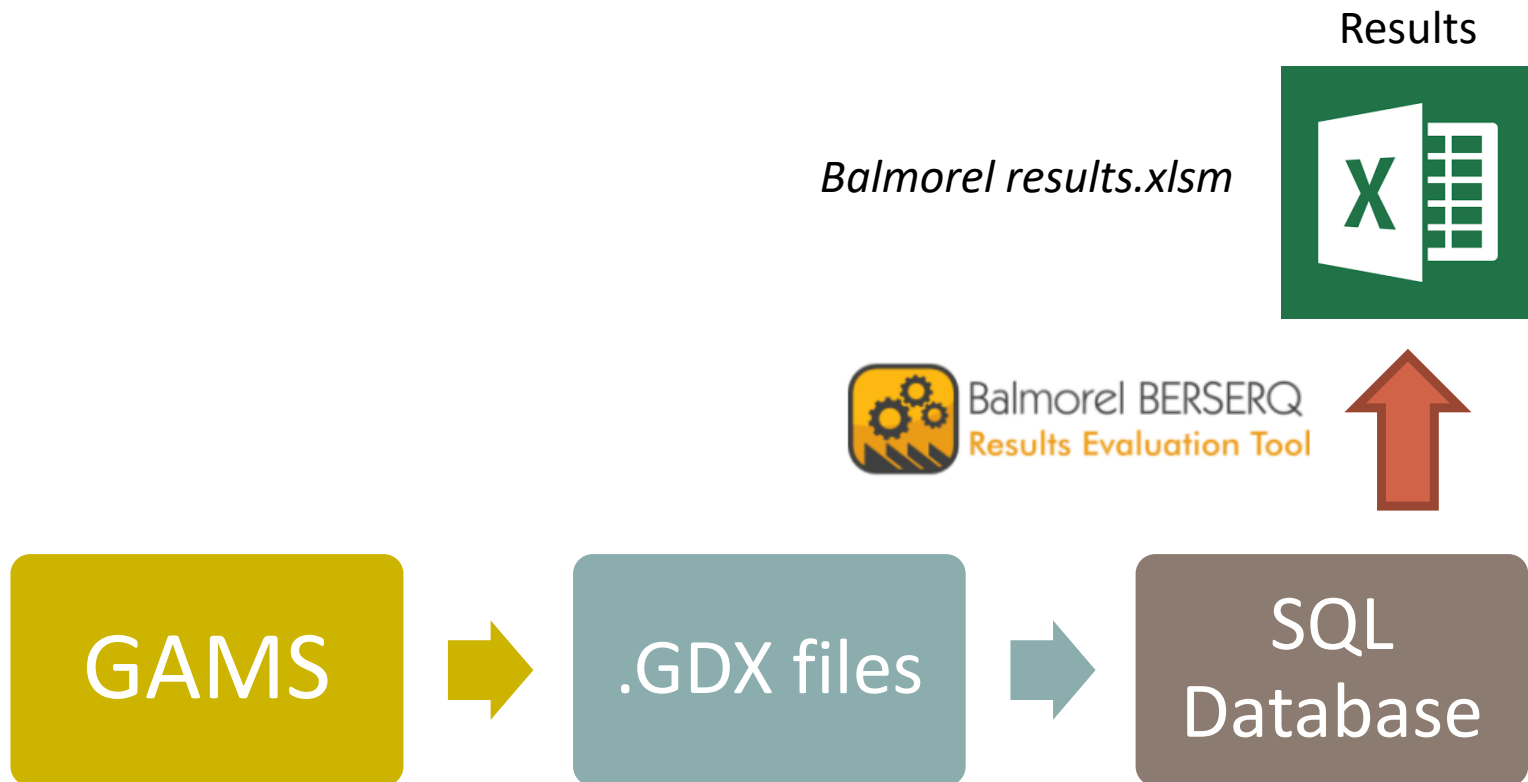 Results
Balmorel results.xlsm
X
Balmorel BERSERQ
Results Evaluation Tool
GAMS
.GDX files
SQL
Database